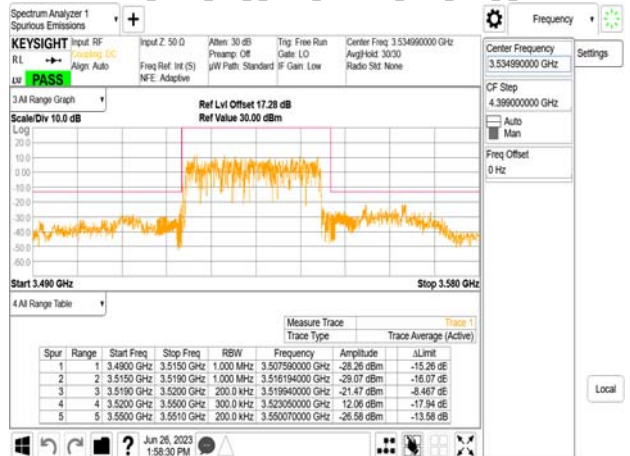 Spectrum Analyzer 1
Spurious Emissions
+
Frequency
KEYSIGHT
RL
PASS
Input: RF
Coupling: DC
Align: Auto
Input Z: 50 Ω
Freq Ref: Int (S)
NFE: Adaptive
Atten: 30 dB
Preamp: Off
µW Path: Standard
Trig: Free Run
Gate: LO
IF Gain: Low
Center Freq: 3.534990000 GHz
Avg|Hold: 30/30
Radio Std: None
Center Frequency
3.534990000 GHz
Settings
CF Step
4.399000000 GHz
Auto
Man
Freq Offset
0 Hz
Local
3 All Range Graph
Scale/Div 10.0 dB
Ref Lvl Offset 17.28 dB
Ref Value 30.00 dBm
Log
20.0
10.0
0.00
-10.0
-20.0
-30.0
-40.0
-50.0
-60.0
Start 3.490 GHz
Stop 3.580 GHz
4 All Range Table
Measure Trace Trace 1
Trace Type Trace Average (Active)
Spur Range Start Freq Stop Freq RBW Frequency Amplitude ΔLimit
1 1 3.4900 GHz 3.5150 GHz 1.000 MHz 3.507590000 GHz -28.26 dBm -15.26 dB
2 2 3.5150 GHz 3.5190 GHz 1.000 MHz 3.516194000 GHz -29.07 dBm -16.07 dB
3 3 3.5190 GHz 3.5200 GHz 200.0 kHz 3.519940000 GHz -21.47 dBm -8.467 dB
4 4 3.5200 GHz 3.5500 GHz 300.0 kHz 3.523050000 GHz 12.06 dBm -17.94 dB
5 5 3.5500 GHz 3.5510 GHz 200.0 kHz 3.550070000 GHz -26.58 dBm -13.58 dB
?
Jun 26, 2023
1:58:30 PM